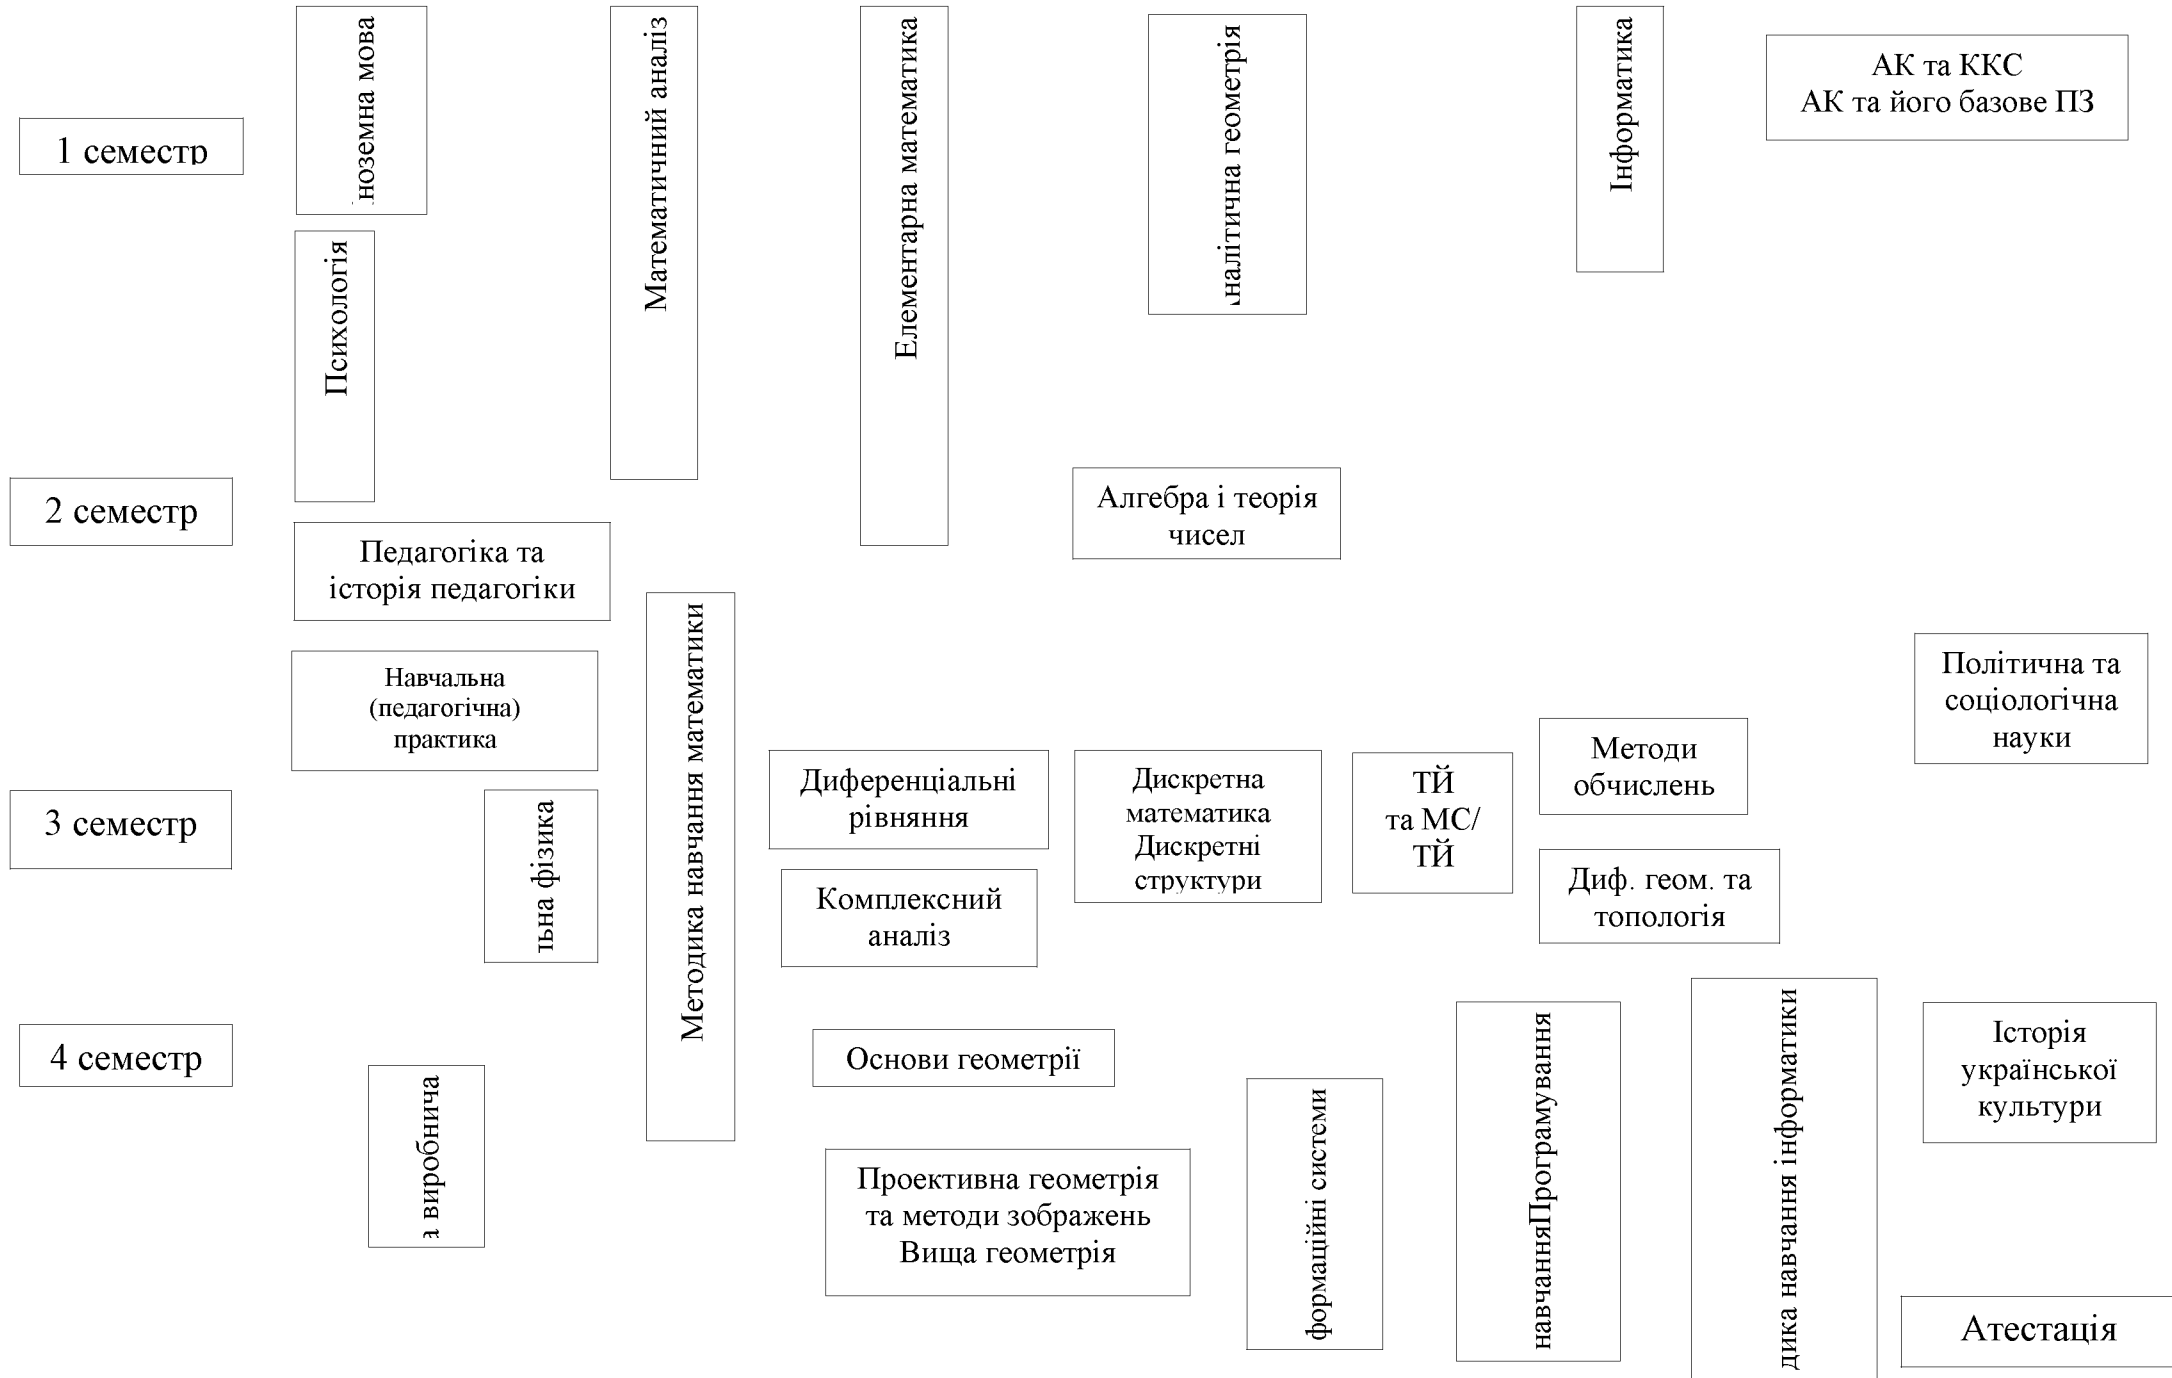 1 семестр
ноземна мова
Математичний аналіз
Елементарна математика
налітична геометрія
Інформатика
АК та ККС
АК та його базове ПЗ
Психологія
2 семестр
Алгебра і теорія
чисел
Педагогіка та
історія педагогіки
Методика навчання математики
Навчальна
(педагогічна)
практика
Політична та
соціологічна
науки
3 семестр
ьна фізика
Диференціальні
рівняння
Дискретна
математика
Дискретні
структури
ТЙ
та МС/
ТЙ
Методи
обчислень
Комплексний
аналіз
Диф. геом. та
топологія
4 семестр
а виробнича
Основи геометрії
Проективна геометрія
та методи зображень
Вища геометрія
формаційні системи
навчанняПрограмування
дика навчання інформатики
Історія
української
культури
Атестація